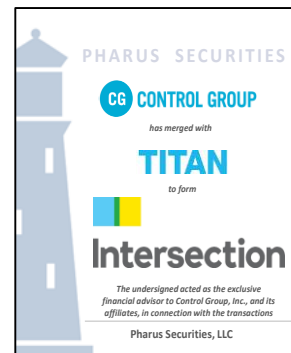 PHARUS SECURITIES
CG CONTROL GROUP
has merged with
TITAN
to form
Intersection
The undersigned acted as the exclusive
financial advisor to Control Group, Inc., and its
affiliates, in connection with the transactions
Pharus Securities, LLC